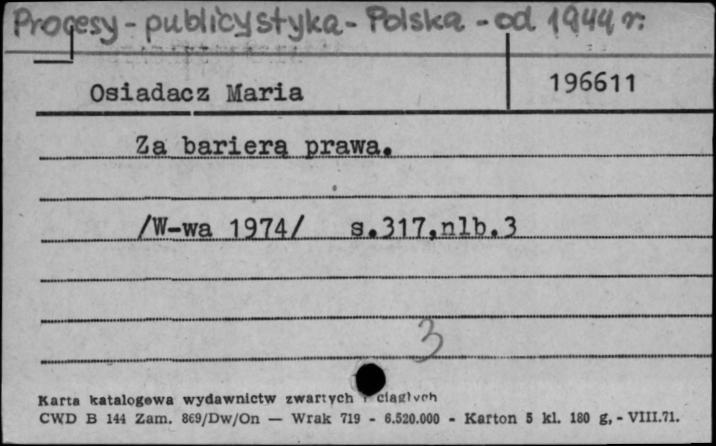 Procesy - publicystyka - Polska - od 1944 r.
Osiadacz Maria
196611
Za barierą prawa.
/W-wa 1974/ s.317,nlb.3
3
Karta katalogowa wydawnictw zwartych i ciągłych
CWD B 144 Zam. 869/Dw/On — Wrak 719 - 6.520.000 - Karton 5 kl. 180 g, - VIII.71.